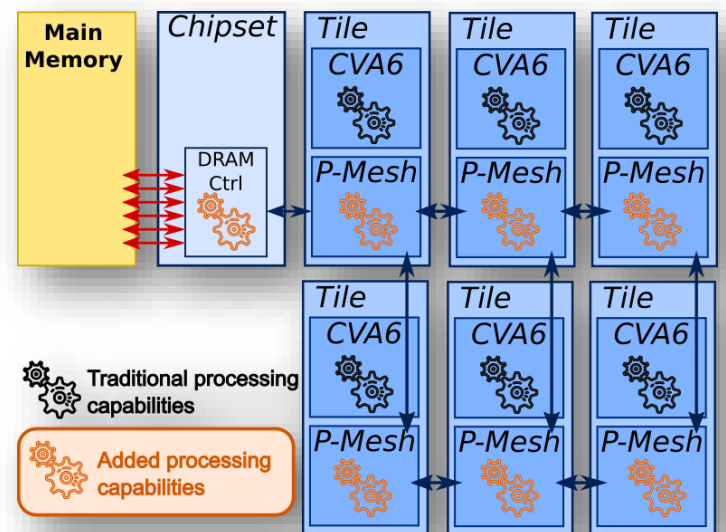 Main
Memory
Chipset
DRAM
Ctrl
Tile
CVA6
P-Mesh
Tile
CVA6
P-Mesh
Tile
CVA6
P-Mesh
Tile
CVA6
P-Mesh
Tile
CVA6
P-Mesh
Tile
CVA6
P-Mesh
Traditional processing
capabilities
Added processing
capabilities